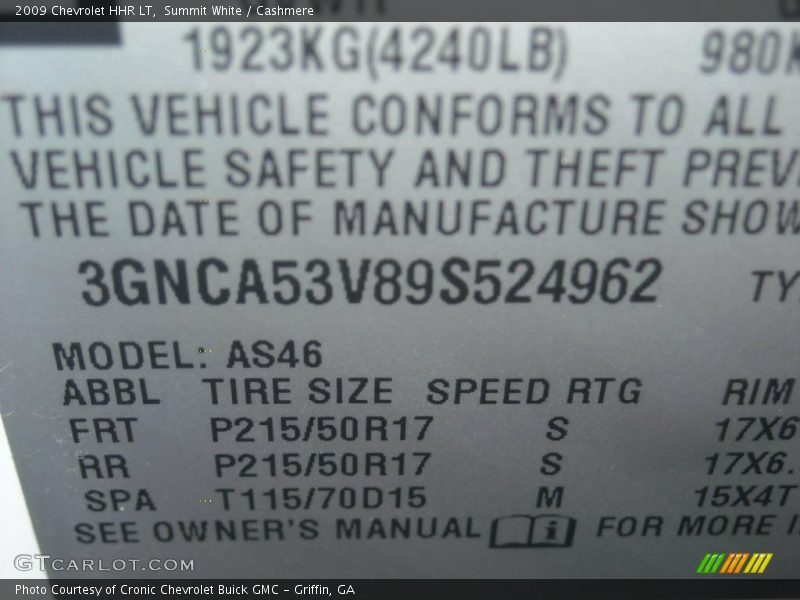 2009 Chevrolet HHR LT, Summit White / Cashmere
1923KG(4240LB) 980K
THIS VEHICLE CONFORMS TO ALL
VEHICLE SAFETY AND THEFT PREV
THE DATE OF MANUFACTURE SHOW
3GNCA53V89S524962 TY
MODEL: AS46
ABBL TIRE SIZE SPEED RTG RIM
FRT P215/50R17 S 17X6
RR P215/50R17 S 17X6.
SPA T115/70D15 M 15X4T
SEE OWNER'S MANUAL i FOR MORE I
GTCARLOT.COM
Photo Courtesy of Cronic Chevrolet Buick GMC - Griffin, GA